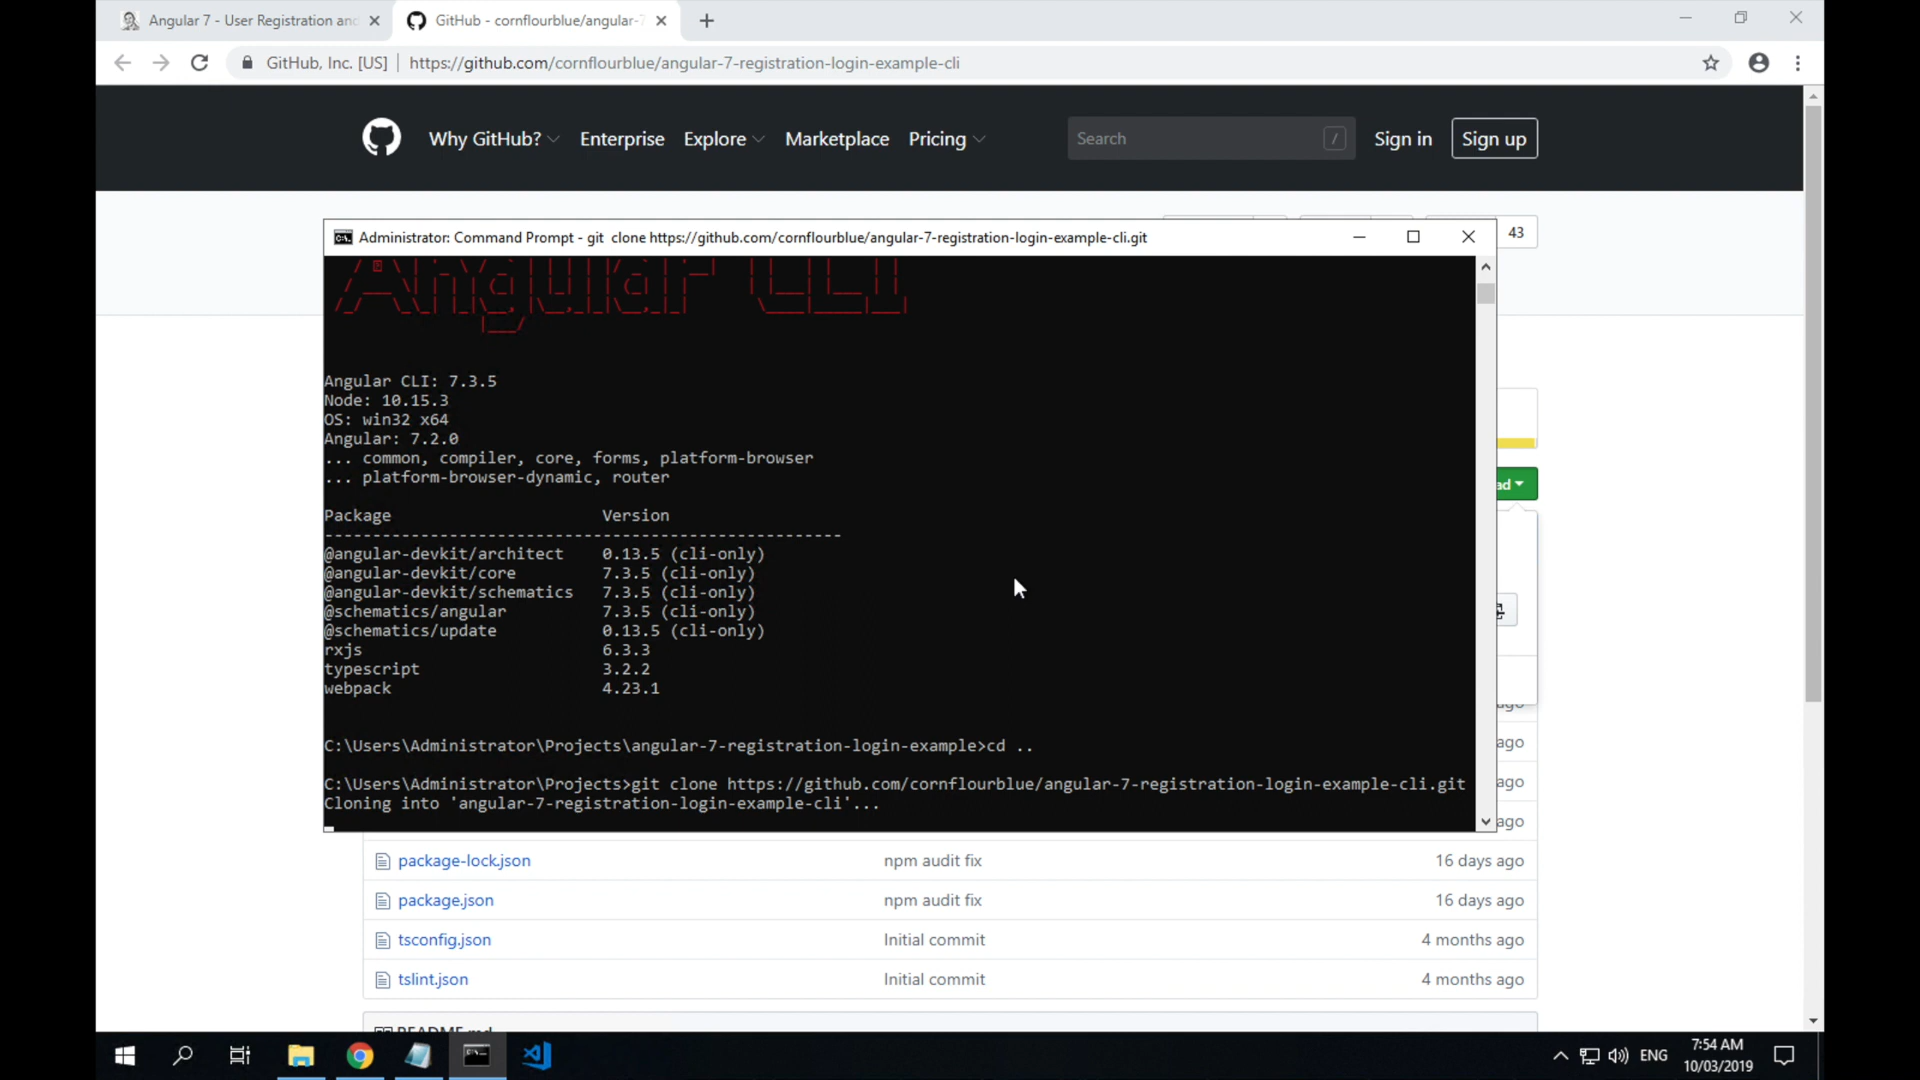 Angular 7 - User Registration and
GitHub - cornflourblue/angular-7
GitHub, Inc. [US] | https://github.com/cornflourblue/angular-7-registration-login-example-cli
Why GitHub? Enterprise Explore Marketplace Pricing Search / Sign in Sign up
43
Administrator: Command Prompt - git clone https://github.com/cornflourblue/angular-7-registration-login-example-cli.git
Angular CLI
Angular CLI: 7.3.5
Node: 10.15.3
OS: win32 x64
Angular: 7.2.0
... common, compiler, core, forms, platform-browser
... platform-browser-dynamic, router
ad
Package Version
------------------------------------------------------
@angular-devkit/architect 0.13.5 (cli-only)
@angular-devkit/core 7.3.5 (cli-only)
@angular-devkit/schematics 7.3.5 (cli-only)
@schematics/angular 7.3.5 (cli-only)
@schematics/update 0.13.5 (cli-only)
rxjs 6.3.3
typescript 3.2.2
webpack 4.23.1
ago
C:\Users\Administrator\Projects\angular-7-registration-login-example>cd ..
ago
C:\Users\Administrator\Projects>git clone https://github.com/cornflourblue/angular-7-registration-login-example-cli.git
ago
Cloning into 'angular-7-registration-login-example-cli'...
ago
package-lock.json npm audit fix 16 days ago
package.json npm audit fix 16 days ago
tsconfig.json Initial commit 4 months ago
tslint.json Initial commit 4 months ago
README.md
ENG
7:54 AM
10/03/2019